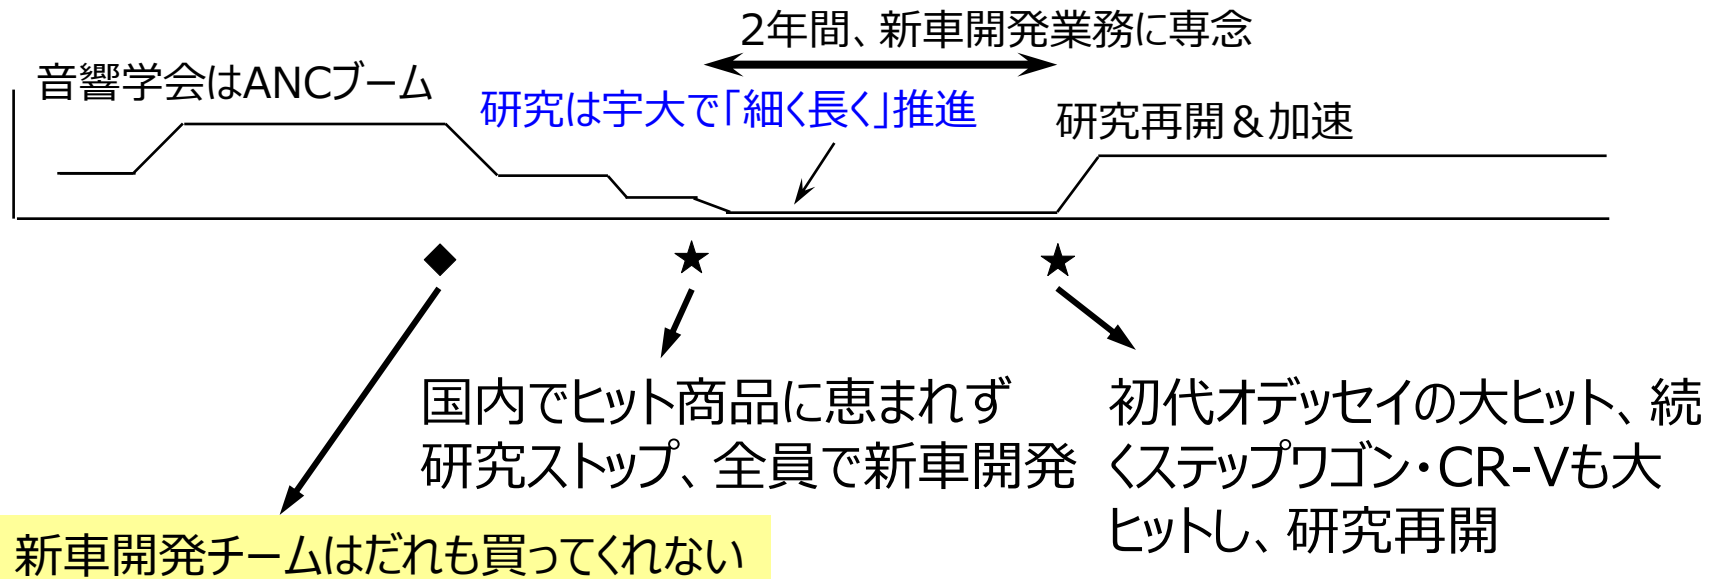 2年間、新車開発業務に専念
音響学会はANCブーム
研究は宇大で「細く長く」推進
研究再開＆加速
国内でヒット商品に恵まれず
研究ストップ、全員で新車開発
初代オデッセイの大ヒット、続
くステップワゴン・CR-Vも大
ヒットし、研究再開
新車開発チームはだれも買ってくれない